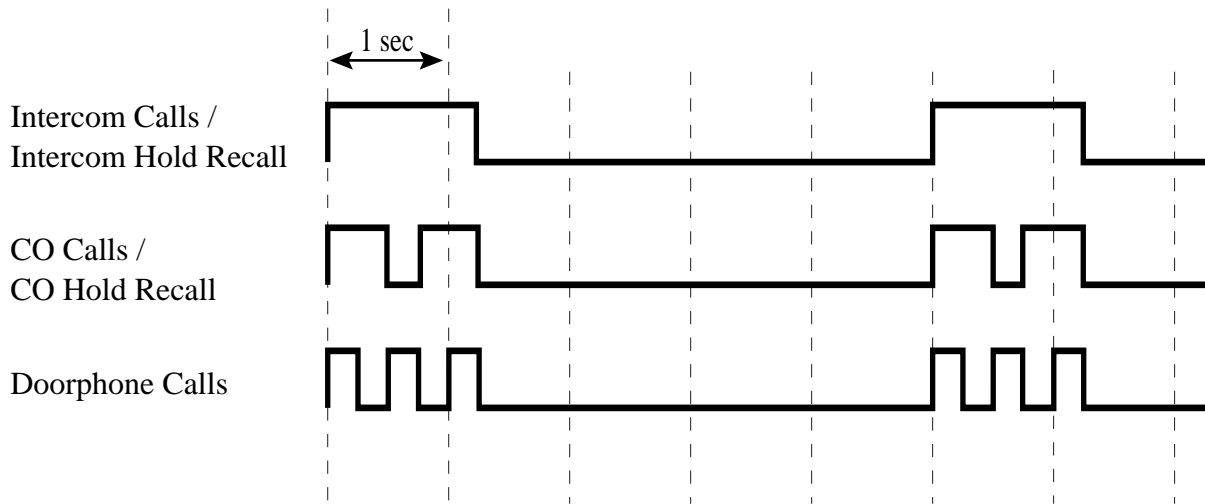 1 sec
Intercom Calls /
Intercom Hold Recall
CO Calls /
CO Hold Recall
Doorphone Calls